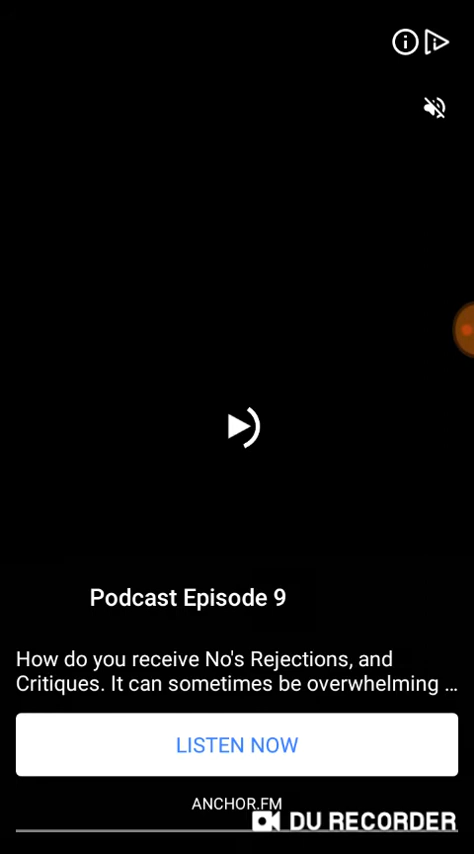 Podcast Episode 9
How do you receive No's Rejections, and
Critiques. It can sometimes be overwhelming ...
LISTEN NOW
ANCHOR.FM
DU RECORDER